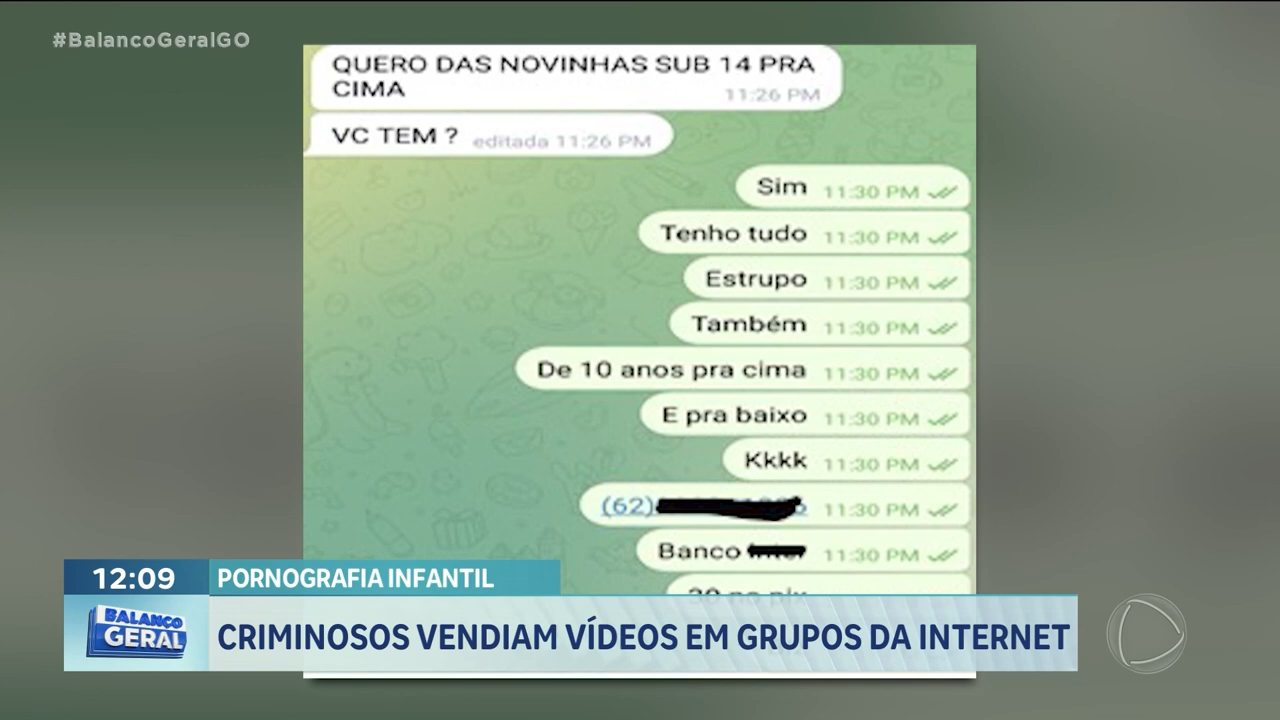 #BalancoGeralGO
QUERO DAS NOVINHAS SUB 14 PRA
CIMA
11:26 PM
VC TEM ? editada 11:26 PM
Sim 11:30 PM
Tenho tudo 11:30 PM
Estrupo 11:30 PM
Também 11:30 PM
De 10 anos pra cima 11:30 PM
E pra baixo 11:30 PM
Kkkk 11:30 PM
(62) 11:30 PM
Banco 11:30 PM
12:09 PORNOGRAFIA INFANTIL
BALANÇO
GERAL
CRIMINOSOS VENDIAM VÍDEOS EM GRUPOS DA INTERNET